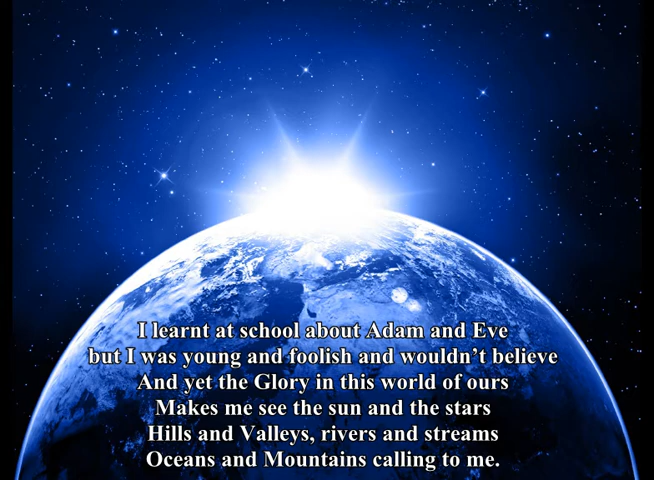 I learnt at school about Adam and Eve
but I was young and foolish and wouldn't believe
And yet the Glory in this world of ours
Makes me see the sun and the stars
Hills and Valleys, rivers and streams
Oceans and Mountains calling to me.